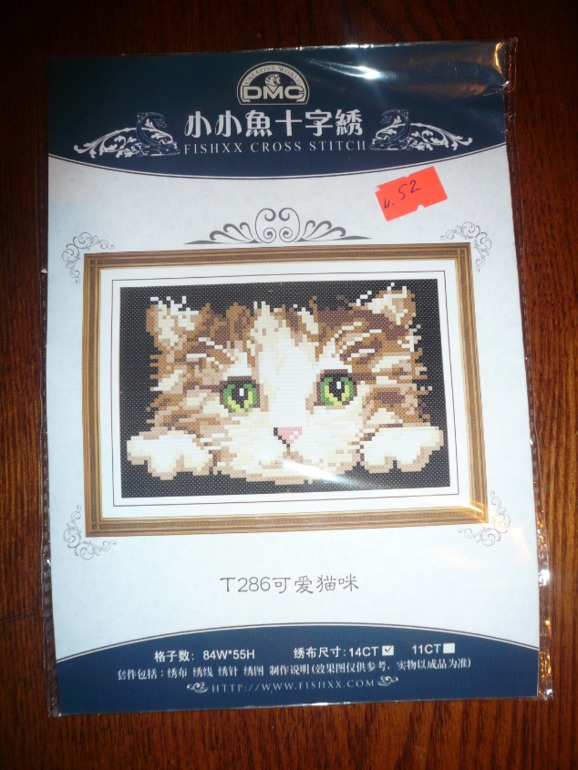 DMC
小小魚十字綉
FISHXX CROSS STITCH
4.52
T286可爱猫咪
格子数：84W*55H 绣布尺寸：14CT 11CT
套件包括：绣布 绣线 绣针 绣图 制作说明(效果图仅供参考，实物以成品为准)
HTTP://WWW.FISHXX.COM